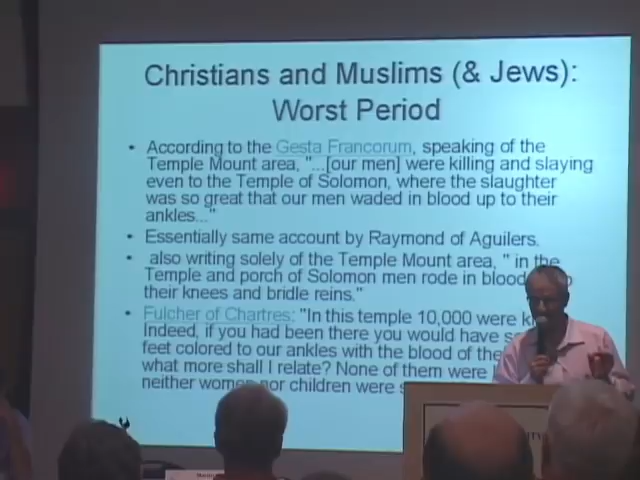 Christians and Muslims (& Jews):
Worst Period
• According to the Gesta Francorum, speaking of the
Temple Mount area, "...[our men] were killing and slaying
even to the Temple of Solomon, where the slaughter
was so great that our men waded in blood up to their
ankles..."
• Essentially same account by Raymond of Aguilers.
• also writing solely of the Temple Mount area, " in the
Temple and porch of Solomon men rode in blood
their knees and bridle reins."
• Fulcher of Chartres: "In this temple 10,000 were
Indeed, if you had been there you would have
feet colored to our ankles with the blood of the
what more shall I relate? None of them were
neither women nor children were